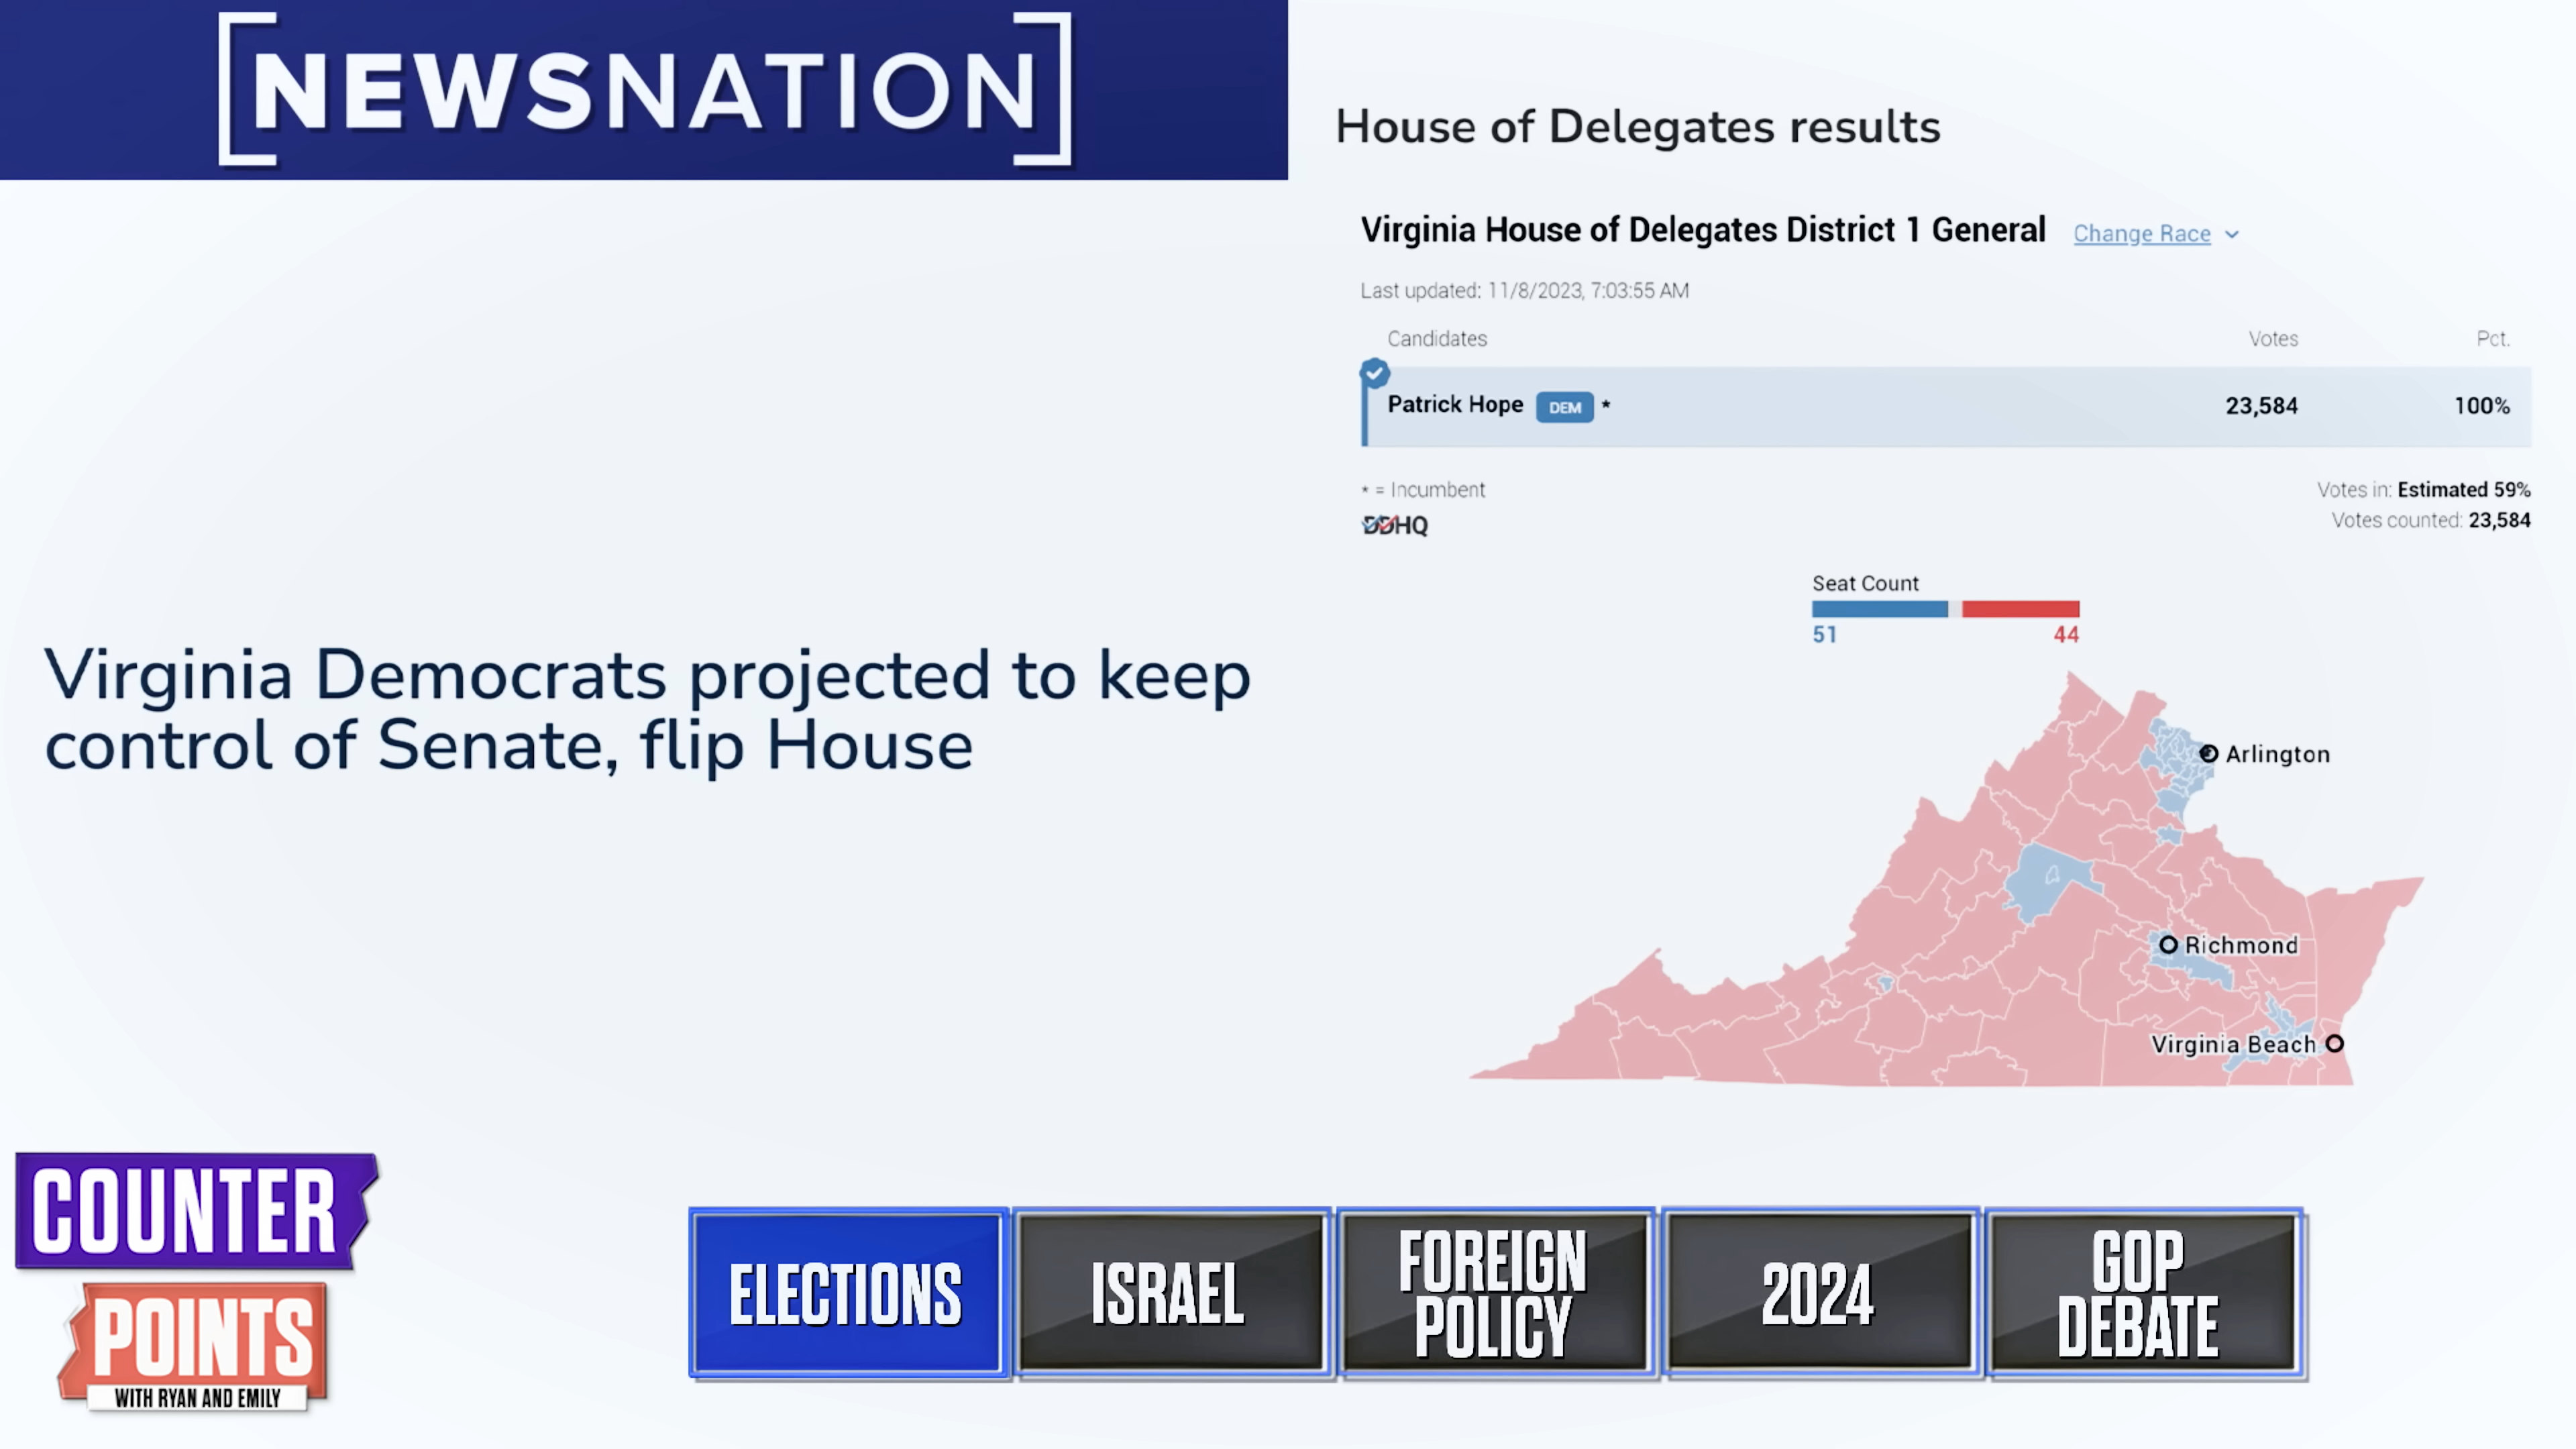 [NEWSNATION]
House of Delegates results
Virginia House of Delegates District 1 General Change Race
Last updated: 11/8/2023, 7:03:55 AM
Candidates Votes Pct.
Patrick Hope DEM * 23,584 100%
* = Incumbent
Votes in: Estimated 59%
DDHQ
Votes counted: 23,584
Seat Count
51 44
Virginia Democrats projected to keep
control of Senate, flip House
Arlington
Richmond
Virginia Beach
COUNTER
POINTS
WITH RYAN AND EMILY
ELECTIONS
ISRAEL
FOREIGN
POLICY
2024
GOP
DEBATE